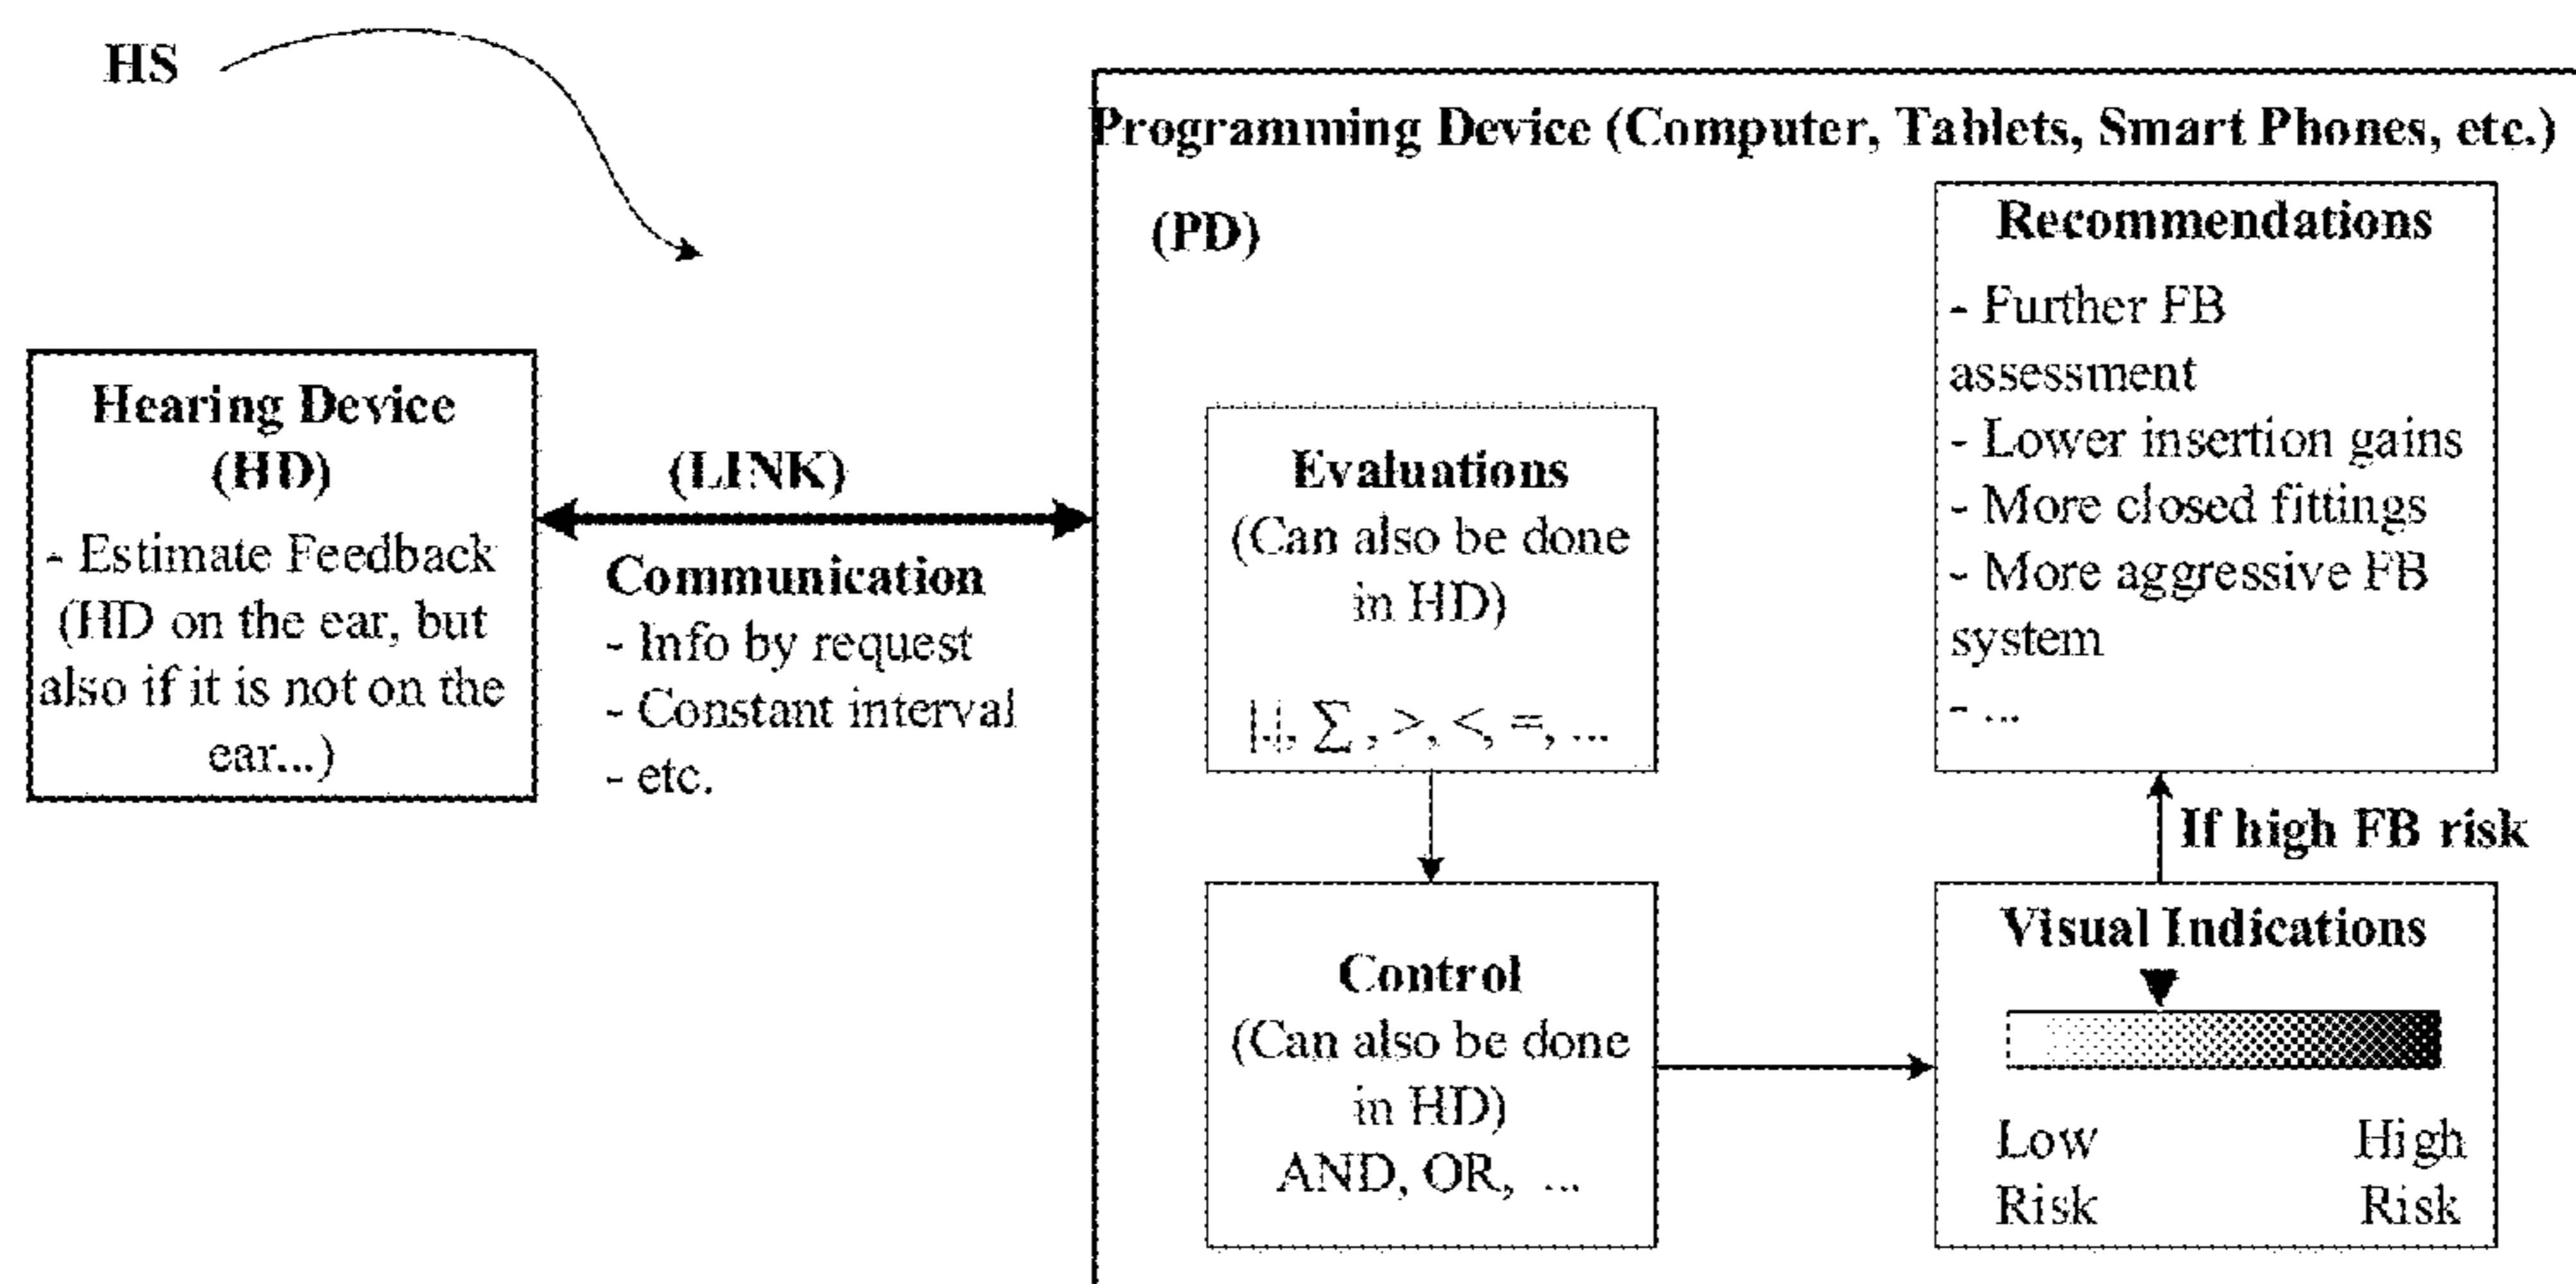 HS
Hearing Device
(HD)
- Estimate Feedback
(HD on the ear, but
also if it is not on the
ear...)
(LINK)
Communication
- Info by request
- Constant interval
- etc.
Programming Device (Computer, Tablets, Smart Phones, etc.)
(PD)
Evaluations
(Can also be done
in HD)
|.|, ∑, >, <, =, ...
Control
(Can also be done
in HD)
AND, OR, ...
Recommendations
- Further FB
assessment
- Lower insertion gains
- More closed fittings
- More aggressive FB
system
- ...
If high FB risk
Visual Indications
Low High
Risk Risk